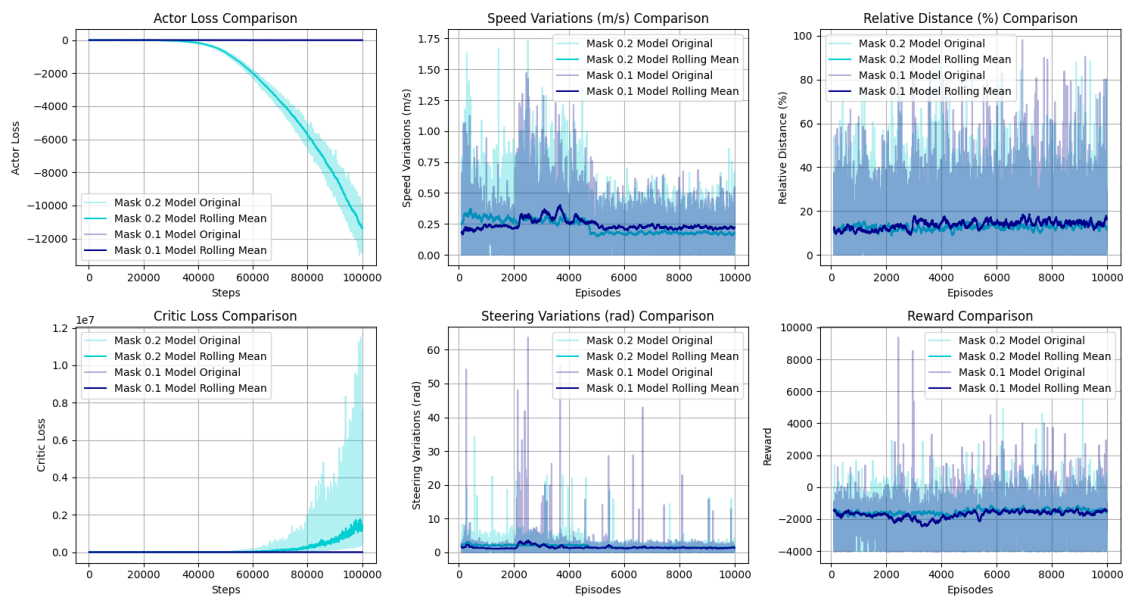 Actor Loss Comparison
0
−2000
−4000
−6000
−8000
−10000
−12000
Actor Loss
Mask 0.2 Model Original
Mask 0.2 Model Rolling Mean
Mask 0.1 Model Original
Mask 0.1 Model Rolling Mean
0 20000 40000 60000 80000 100000
Steps
Speed Variations (m/s) Comparison
1.75
1.50
1.25
1.00
0.75
0.50
0.25
0.00
Speed Variations (m/s)
Mask 0.2 Model Original
Mask 0.2 Model Rolling Mean
Mask 0.1 Model Original
Mask 0.1 Model Rolling Mean
0 2000 4000 6000 8000 10000
Episodes
Relative Distance (%) Comparison
100
80
60
40
20
0
Relative Distance (%)
Mask 0.2 Model Original
Mask 0.2 Model Rolling Mean
Mask 0.1 Model Original
Mask 0.1 Model Rolling Mean
0 2000 4000 6000 8000 10000
Episodes
Critic Loss Comparison
1e7
1.2
1.0
0.8
0.6
0.4
0.2
0.0
Critic Loss
Mask 0.2 Model Original
Mask 0.2 Model Rolling Mean
Mask 0.1 Model Original
Mask 0.1 Model Rolling Mean
0 20000 40000 60000 80000 100000
Steps
Steering Variations (rad) Comparison
60
50
40
30
20
10
0
Steering Variations (rad)
Mask 0.2 Model Original
Mask 0.2 Model Rolling Mean
Mask 0.1 Model Original
Mask 0.1 Model Rolling Mean
0 2000 4000 6000 8000 10000
Episodes
Reward Comparison
10000
8000
6000
4000
2000
0
−2000
−4000
Reward
Mask 0.2 Model Original
Mask 0.2 Model Rolling Mean
Mask 0.1 Model Original
Mask 0.1 Model Rolling Mean
0 2000 4000 6000 8000 10000
Episodes